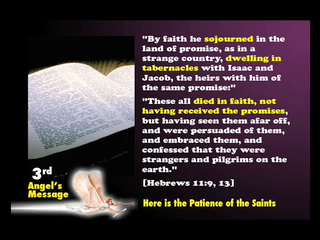 "By faith he sojourned in the
land of promise, as in a
strange country, dwelling in
tabernacles with Isaac and
Jacob, the heirs with him of
the same promise:"
"These all died in faith, not
having received the promises,
but having seen them afar off,
and were persuaded of them,
and embraced them, and
confessed that they were
strangers and pilgrims on the
earth."
[Hebrews 11:9, 13]
3rd
Angel's
Message
Here is the Patience of the Saints